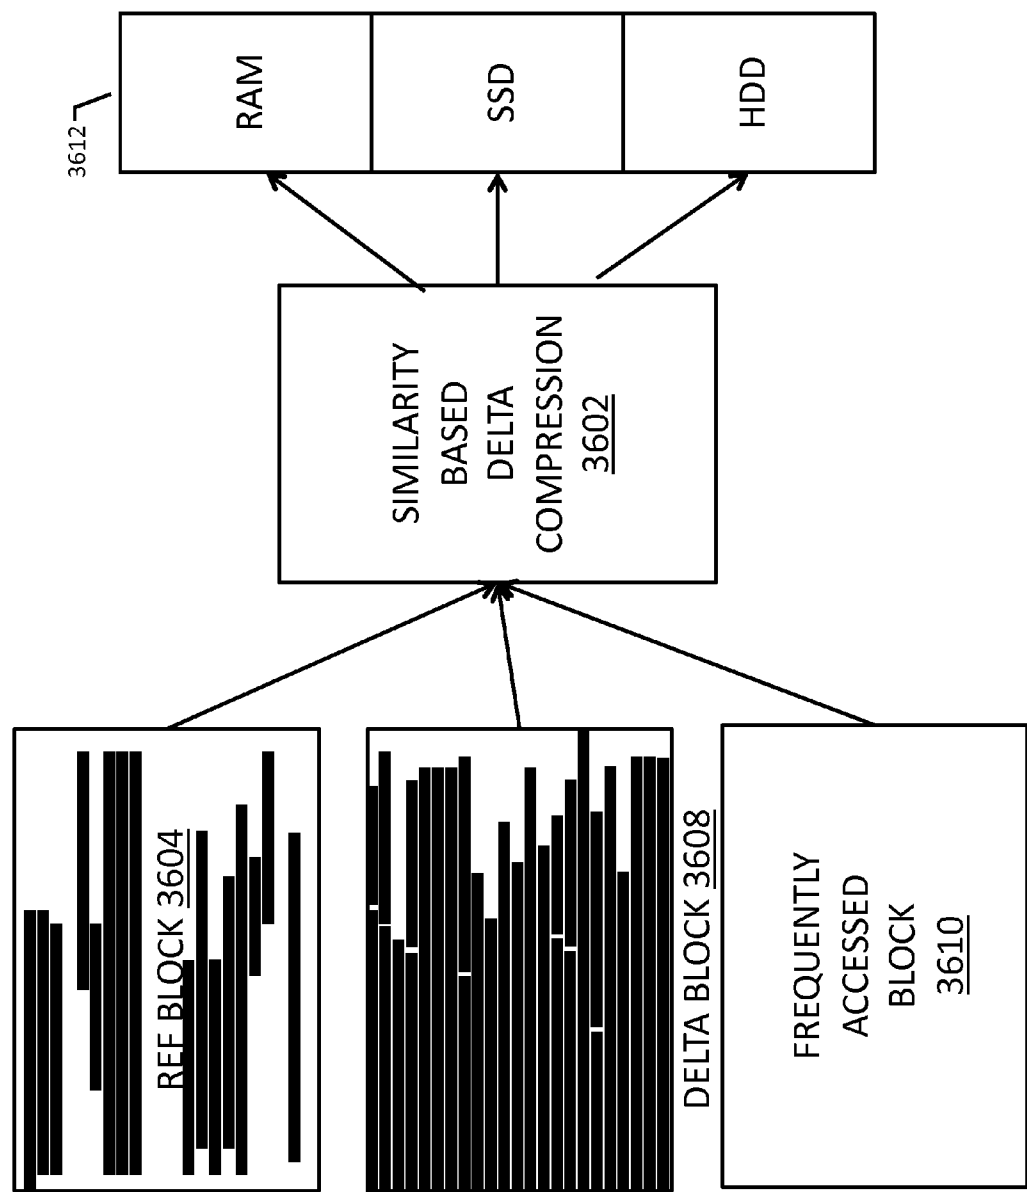 3612
RAM
SSD
HDD
SIMILARITY
BASED
DELTA
COMPRESSION
3602
REF BLOCK 3604
DELTA BLOCK 3608
FREQUENTLY
ACCESSED
BLOCK
3610